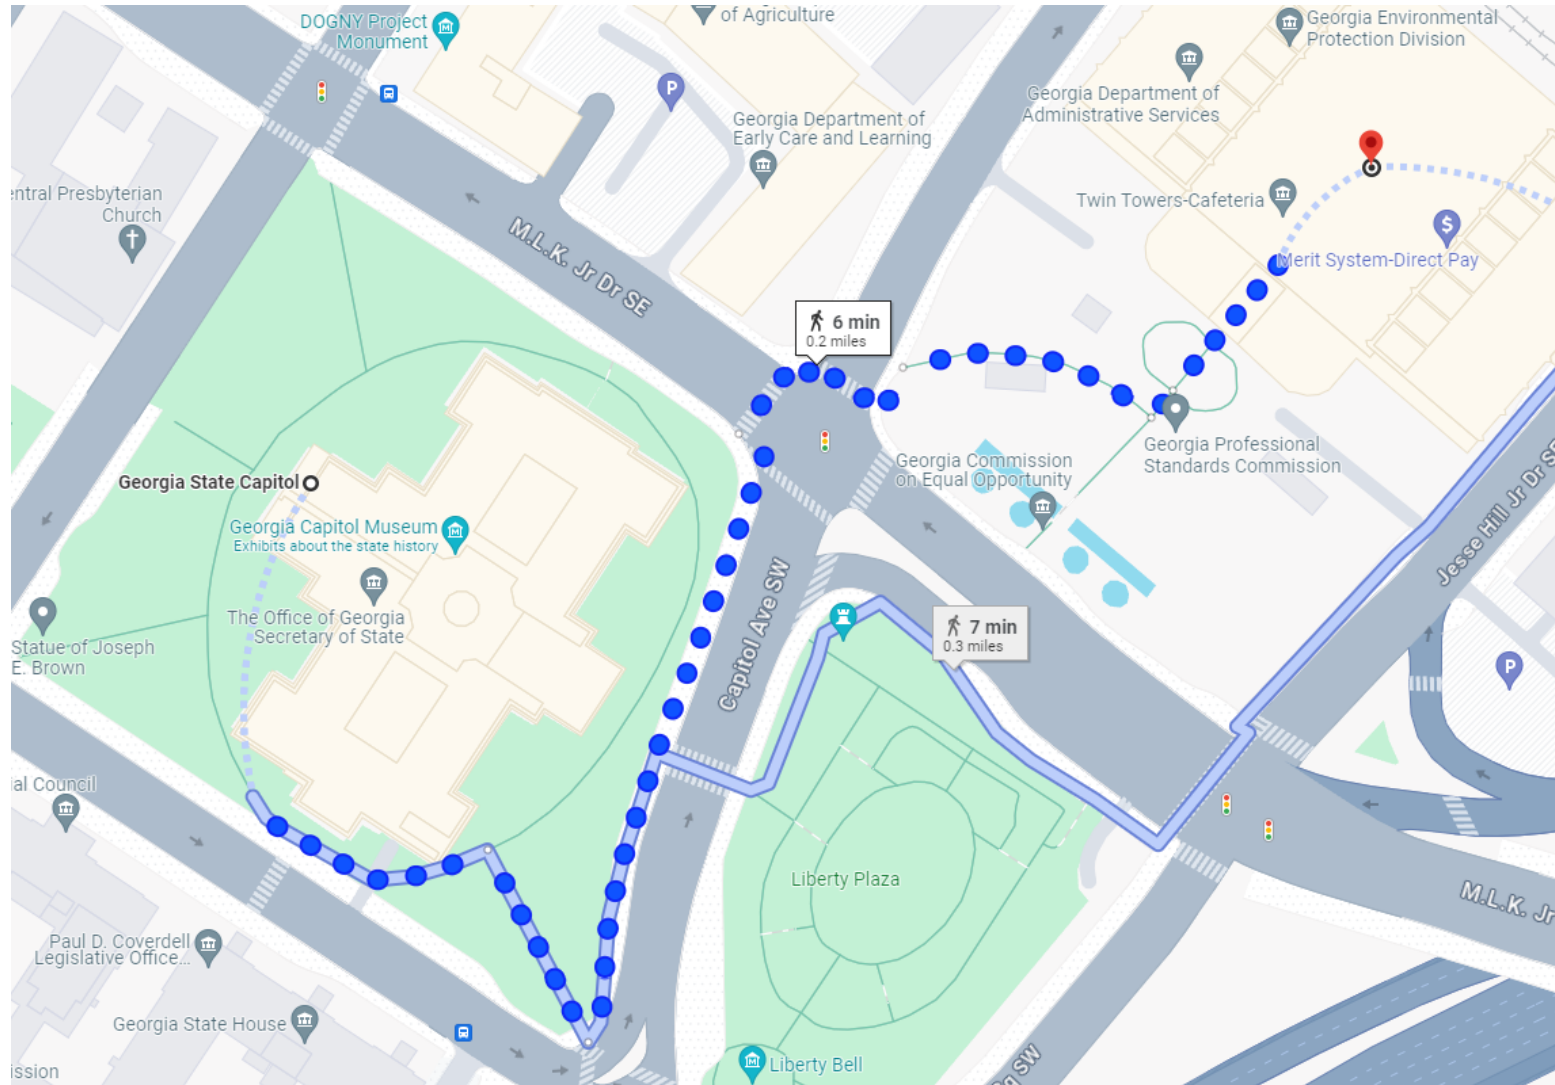 DOGNY Project
Monument
of Agriculture
Georgia Environmental
Protection Division
P
Georgia Department of
Administrative Services
Georgia Department of
Early Care and Learning
entral Presbyterian
Church
Twin Towers-Cafeteria
$
Merit System-Direct Pay
M.L.K. Jr Dr SE
6 min
0.2 miles
Georgia Professional
Standards Commission
Georgia Commission
on Equal Opportunity
Georgia State Capitol
Georgia Capitol Museum
M
Exhibits about the state history
The Office of Georgia
Secretary of State
Statue of Joseph
E. Brown
Jesse Hill Jr Dr SE
Capitol Ave SW
7 min
0.3 miles
P
ial Council
Liberty Plaza
M.L.K. Jr
Paul D. Coverdell
Legislative Office...
Georgia State House
Liberty Bell
ission
SW